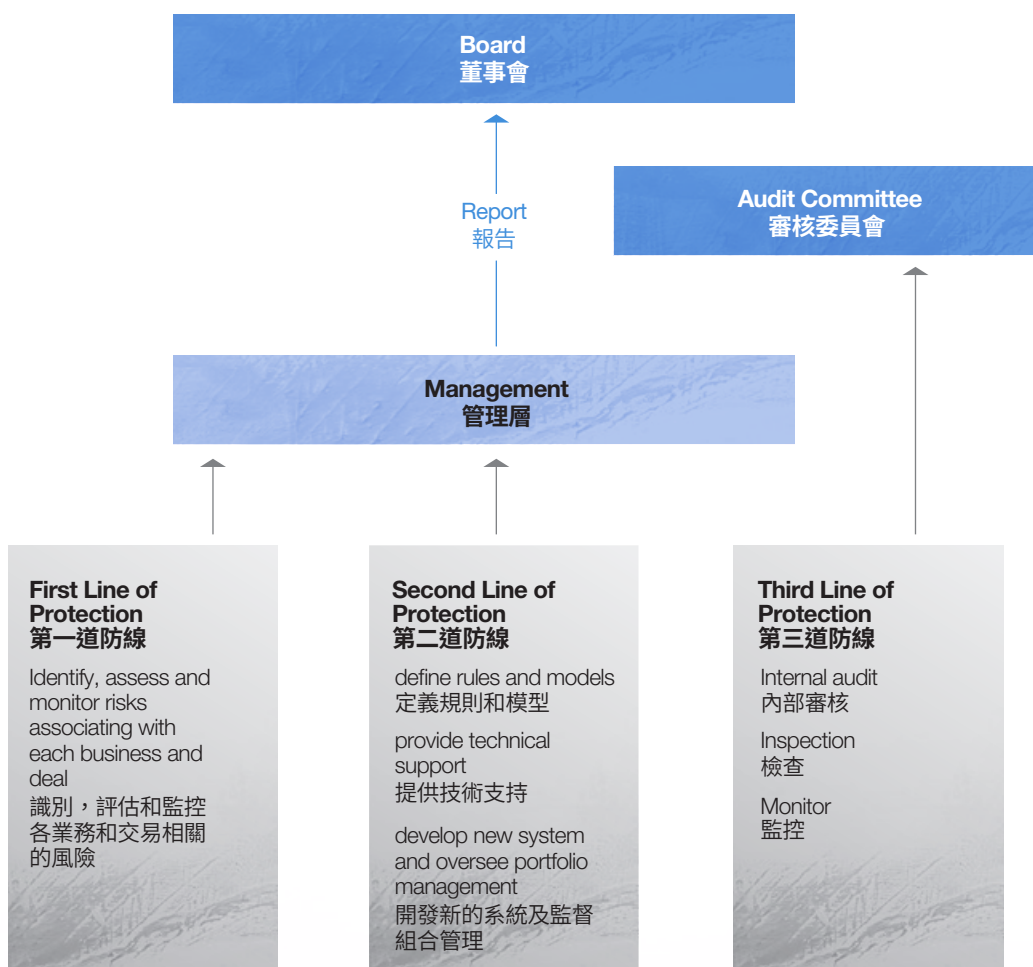 Board
董事會
Audit Committee
審核委員會
Report
報告
Management
管理層
First Line of
Protection
第一道防線
Identify, assess and
monitor risks
associating with
each business and
deal
識別，評估和監控
各業務和交易相關
的風險
Second Line of
Protection
第二道防線
define rules and models
定義規則和模型
provide technical
support
提供技術支持
develop new system
and oversee portfolio
management
開發新的系統及監督
組合管理
Third Line of
Protection
第三道防線
Internal audit
內部審核
Inspection
檢查
Monitor
監控